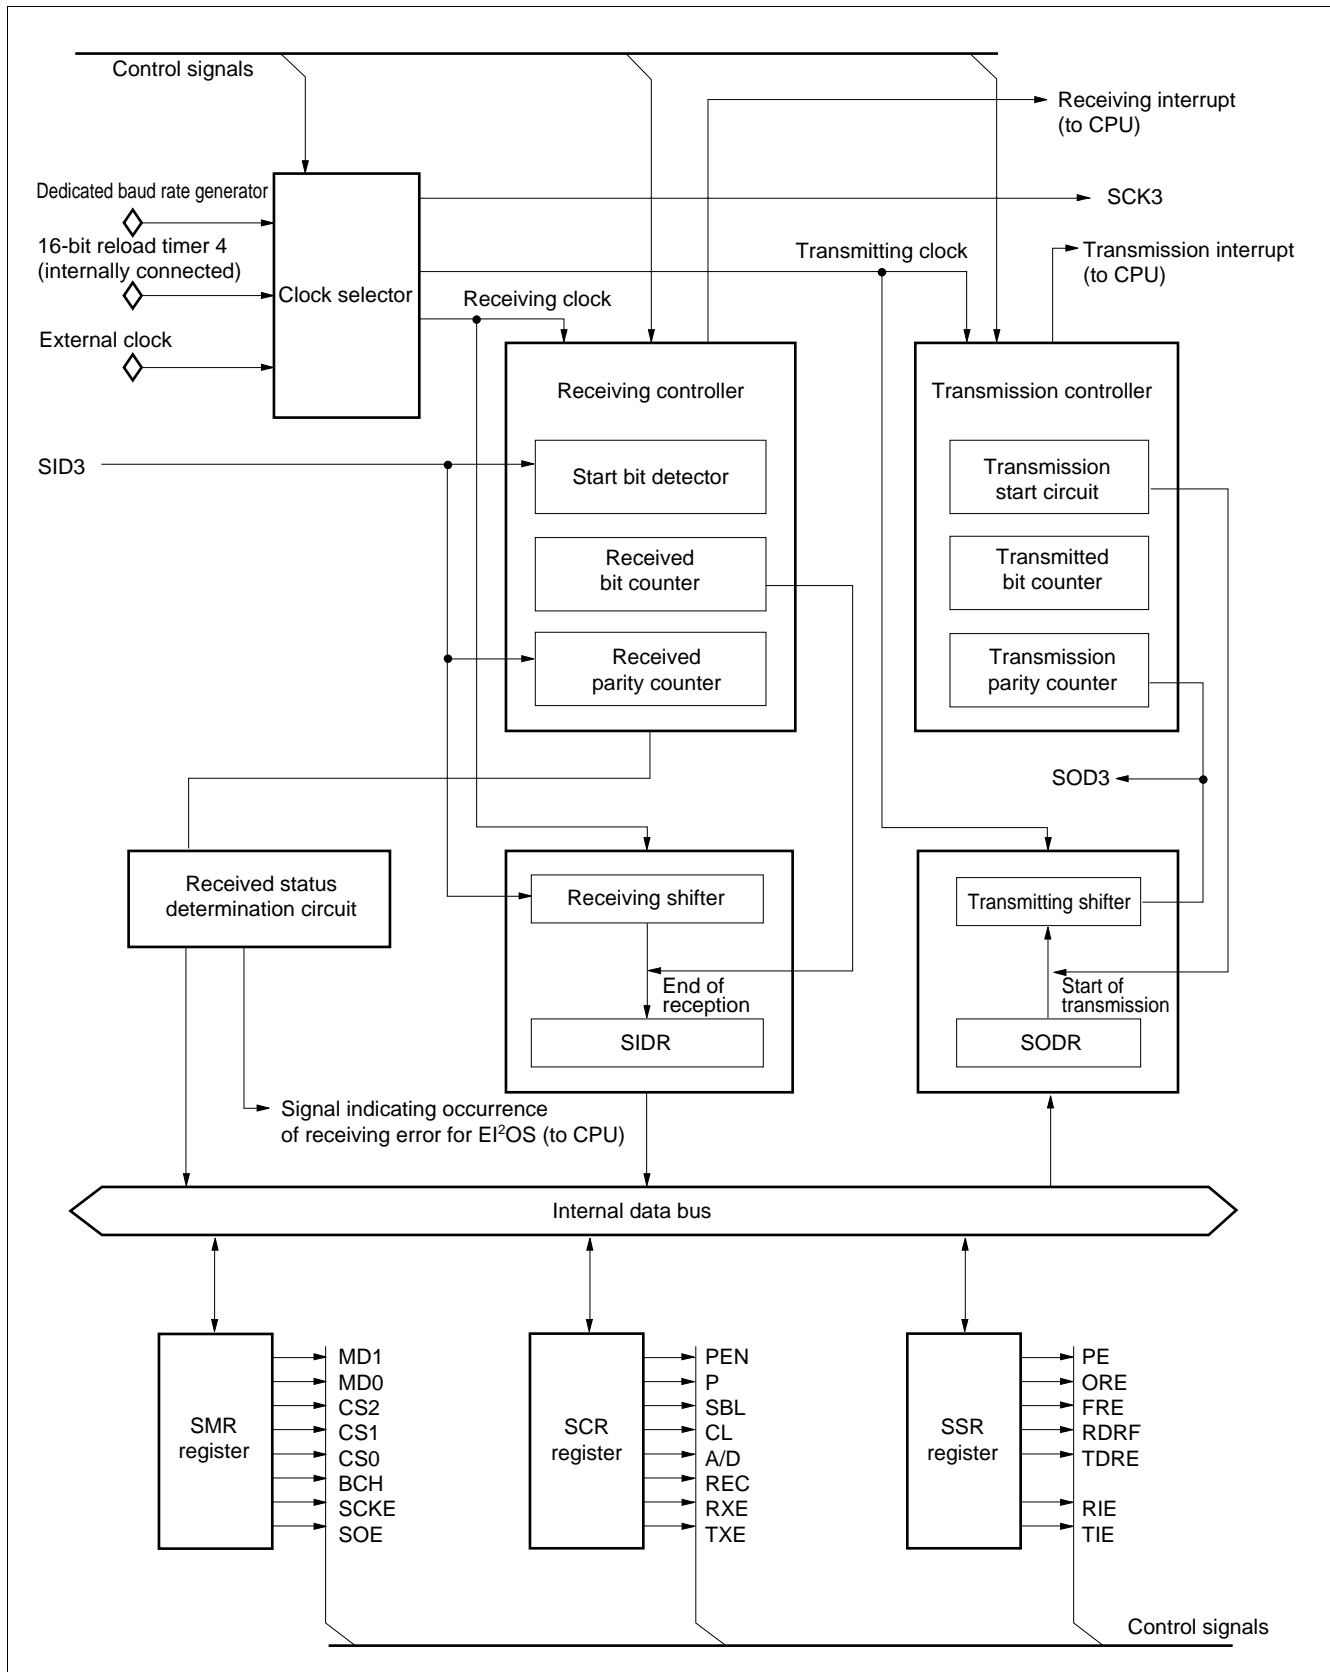 Control signals
Receiving interrupt
(to CPU)
Dedicated baud rate generator
SCK3
16-bit reload timer 4
(internally connected)
Transmitting clock
Transmission interrupt
(to CPU)
Clock selector
Receiving clock
External clock
Receiving controller
Transmission controller
SID3
Start bit detector
Transmission
start circuit
Received
bit counter
Transmitted
bit counter
Received
parity counter
Transmission
parity counter
SOD3
Received status
determination circuit
Receiving shifter
Transmitting shifter
End of
reception
Start of
transmission
SIDR
SODR
Signal indicating occurrence
of receiving error for EI²OS (to CPU)
Internal data bus
SMR
register
MD1
MD0
CS2
CS1
CS0
BCH
SCKE
SOE
SCR
register
PEN
P
SBL
CL
A/D
REC
RXE
TXE
SSR
register
PE
ORE
FRE
RDRF
TDRE
RIE
TIE
Control signals